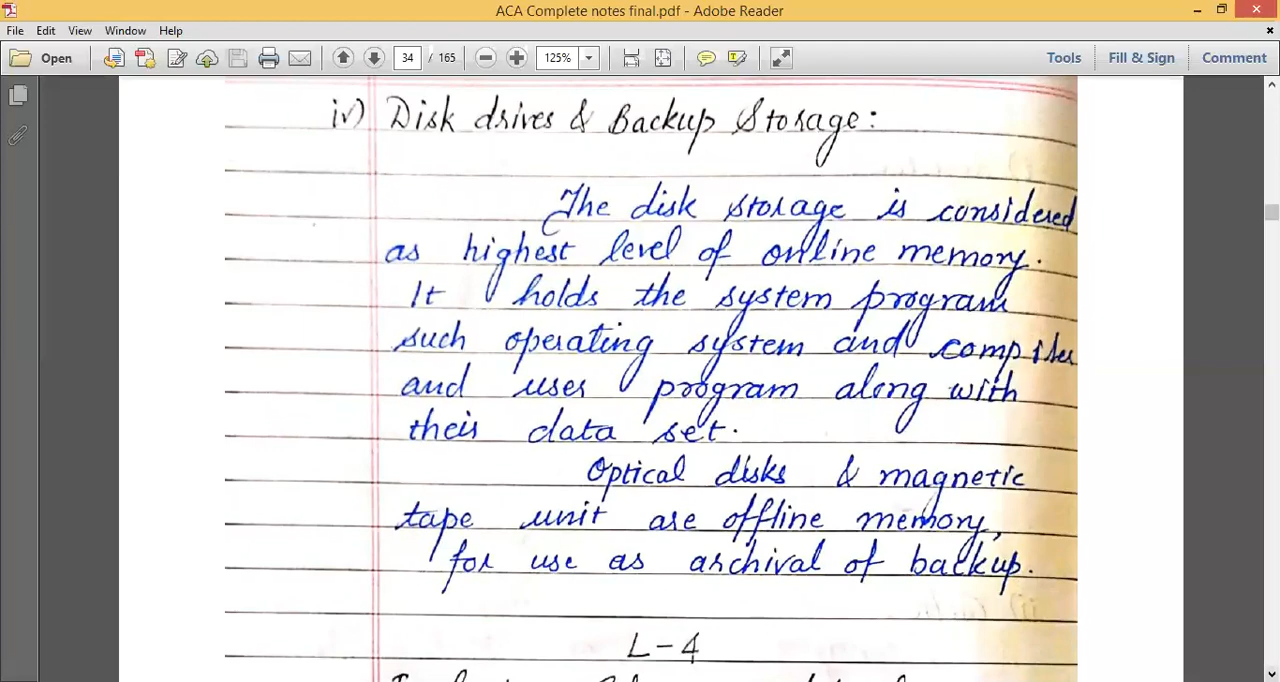 ACA Complete notes final.pdf - Adobe Reader
File Edit View Window Help
Open 34 / 165 125% Tools Fill & Sign Comment
iv) Disk drives & Backup Storage:
The disk storage is considered
as highest level of online memory.
It holds the system program
such operating system and compiler
and user program along with
their data set.
Optical disks & magnetic
tape unit are offline memory,
for use as archival of backup.
L-4